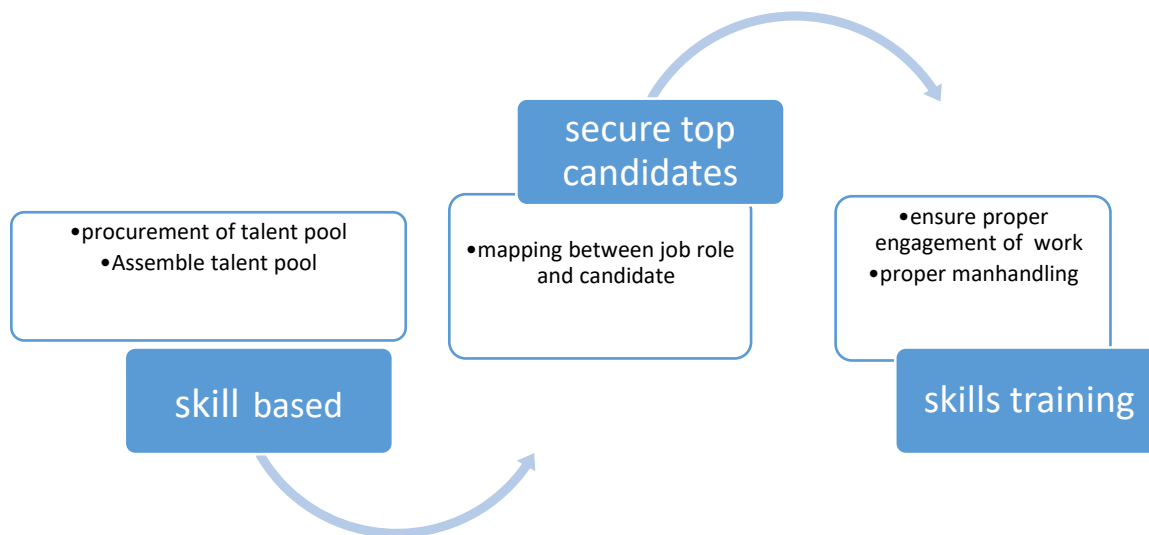 •procurement of talent pool
•Assemble talent pool
skill based
secure top
candidates
•mapping between job role
and candidate
•ensure proper
engagement of work
•proper manhandling
skills training